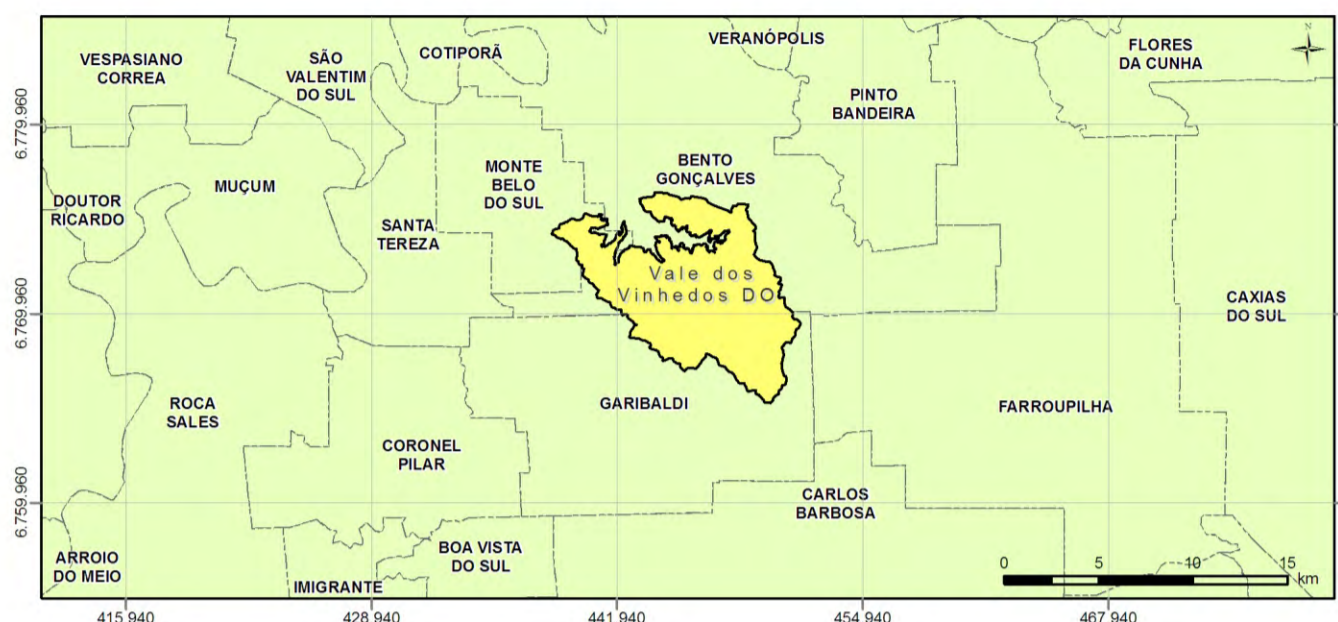 VESPASIANO
CORREA
SÃO
VALENTIM
DO SUL
COTIPORÃ
VERANÓPOLIS
FLORES
DA CUNHA
N
6.779.960
PINTO
BANDEIRA
MUÇUM
MONTE
BELO
DO SUL
BENTO
GONÇALVES
DOUTOR
RICARDO
SANTA
TEREZA
Vale dos
Vinhedos DO
6.769.960
CAXIAS
DO SUL
ROCA
SALES
GARIBALDI
FARROUPILHA
CORONEL
PILAR
6.759.960
CARLOS
BARBOSA
ARROIO
DO MEIO
BOA VISTA
DO SUL
IMIGRANTE
0 5 10 15
km
415.940 428.940 441.940 454.940 467.940